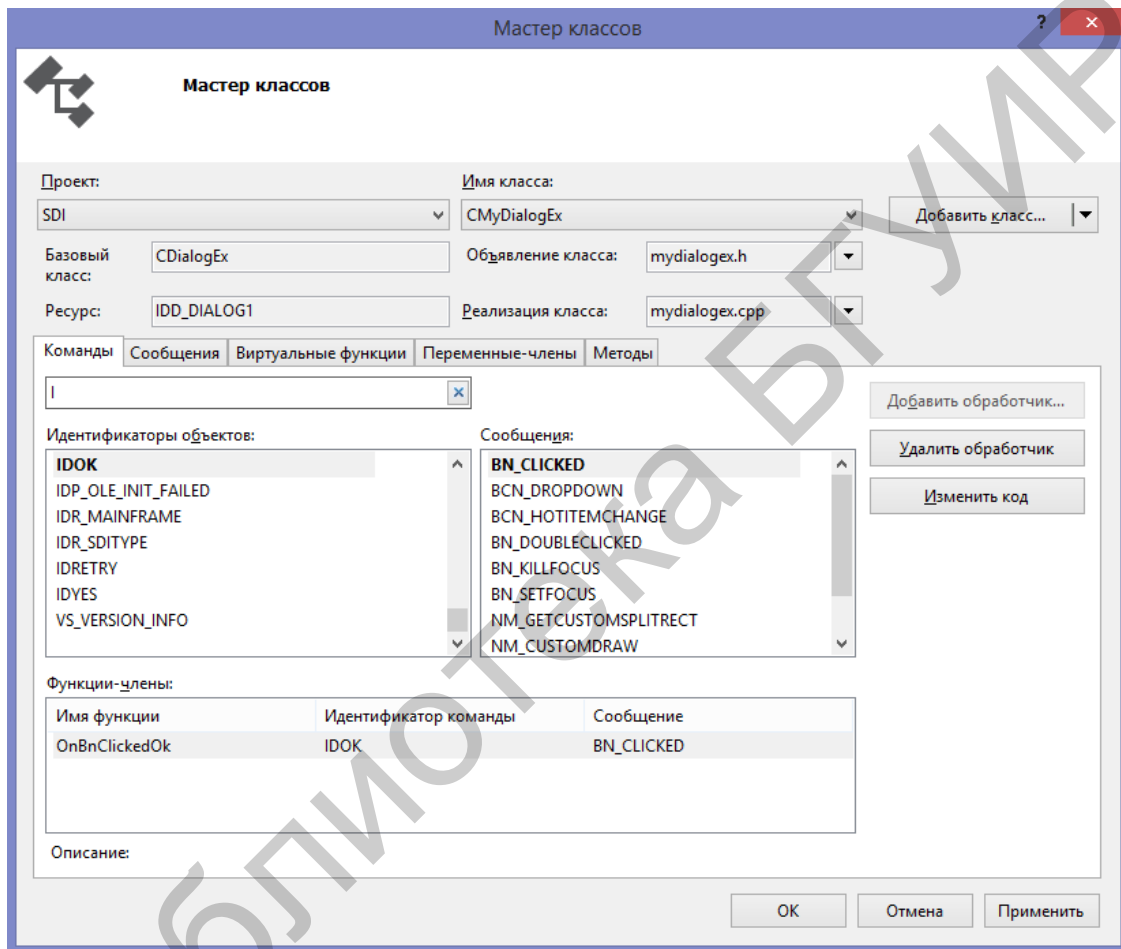 Мастер классов
?
Мастер классов
Проект:
Имя класса:
SDI
CMyDialogEx
Добавить класс...
Базовый класс:
CDialogEx
Объявление класса:
mydialogex.h
Ресурс:
IDD_DIALOG1
Реализация класса:
mydialogex.cpp
Команды
Сообщения
Виртуальные функции
Переменные-члены
Методы
I
Добавить обработчик...
Удалить обработчик
Изменить код
Идентификаторы объектов:
IDOK
IDP_OLE_INIT_FAILED
IDR_MAINFRAME
IDR_SDITYPE
IDRETRY
IDYES
VS_VERSION_INFO
Сообщения:
BN_CLICKED
BCN_DROPDOWN
BCN_HOTITEMCHANGE
BN_DOUBLECLICKED
BN_KILLFOCUS
BN_SETFOCUS
NM_GETCUSTOMSPLITRECT
NM_CUSTOMDRAW
Функции-члены:
Имя функции
Идентификатор команды
Сообщение
OnBnClickedOk
IDOK
BN_CLICKED
Описание:
OK
Отмена
Применить
блиотека БГУИР